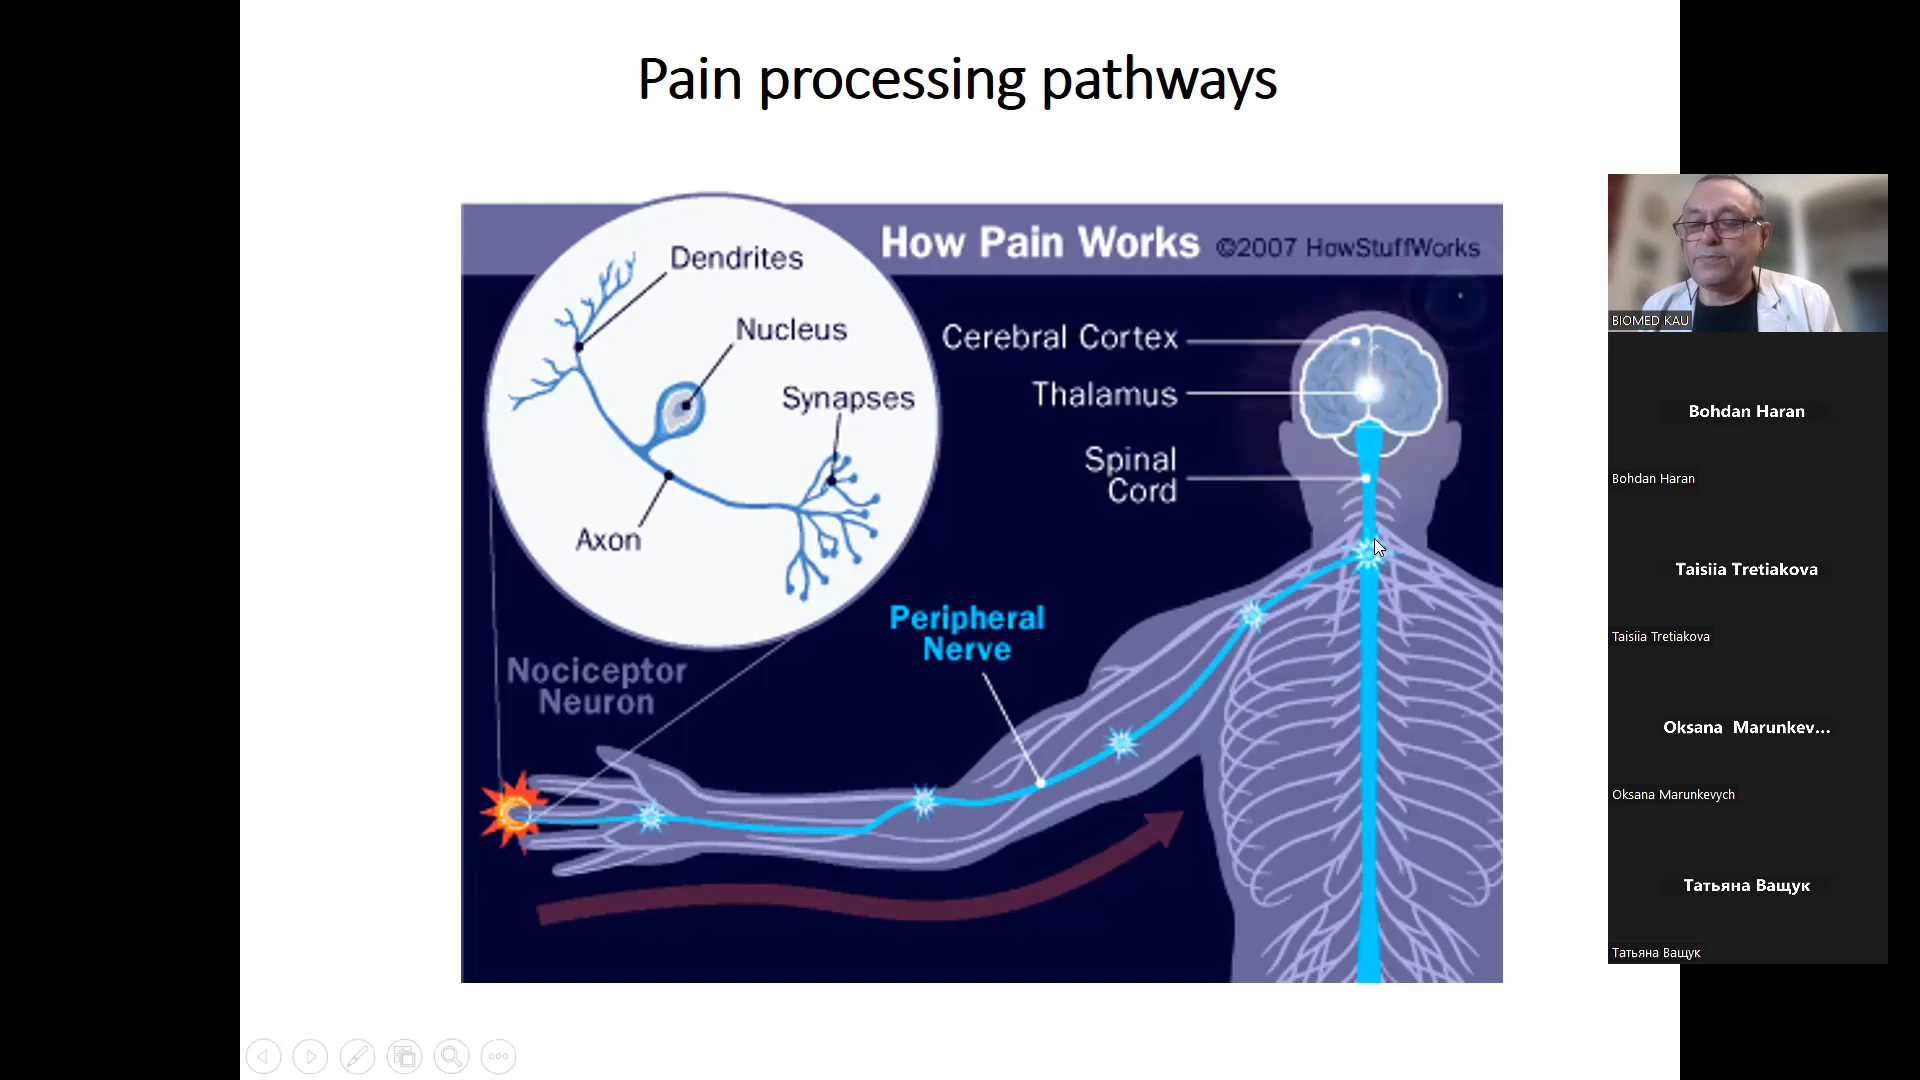 Pain processing pathways
How Pain Works ©2007 HowStuffWorks
Dendrites
Nucleus
Synapses
Axon
Nociceptor
Neuron
Cerebral Cortex
Thalamus
Spinal
Cord
Peripheral
Nerve
BIOMED KAU
Bohdan Haran
Bohdan Haran
Taisiia Tretiakova
Taisiia Tretiakova
Oksana Marunkev...
Oksana Marunkevych
Татьяна Ващук
Татьяна Ващук